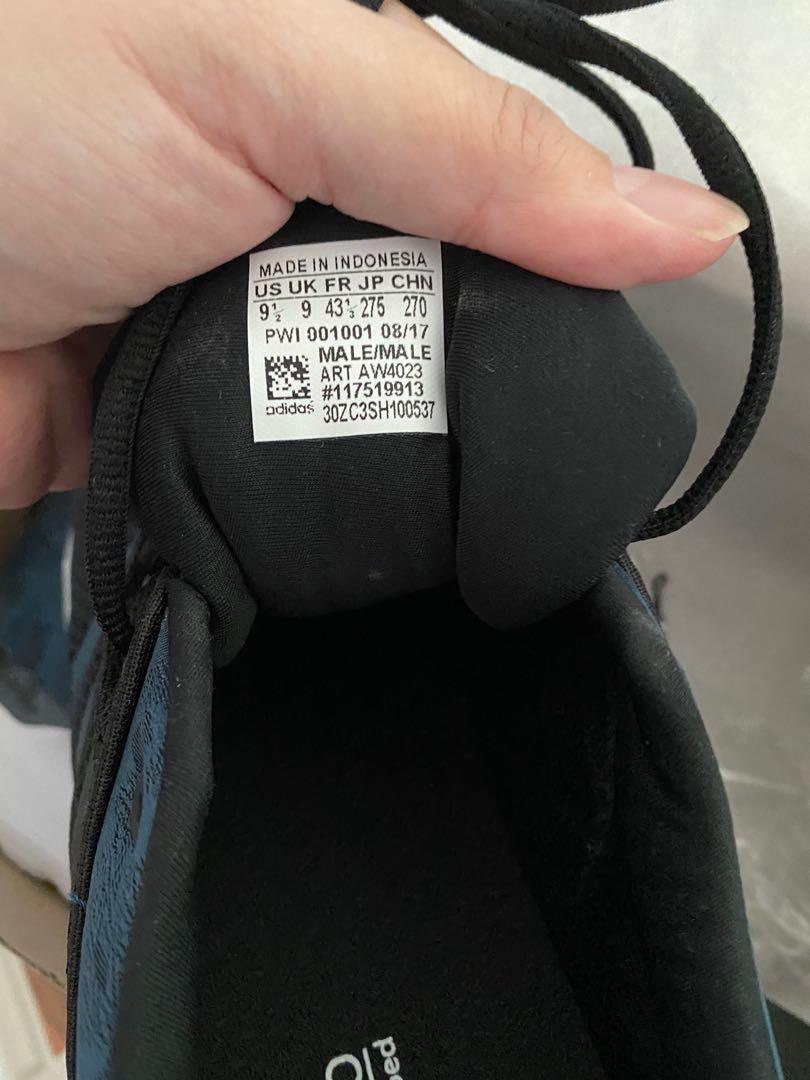 MADE IN INDONESIA
US UK FR JP CHN
9½ 9 43⅓ 275 270
PWI 001001 08/17
MALE/MALE
ART AW4023
#117519913
adidas 30ZC3SH100537